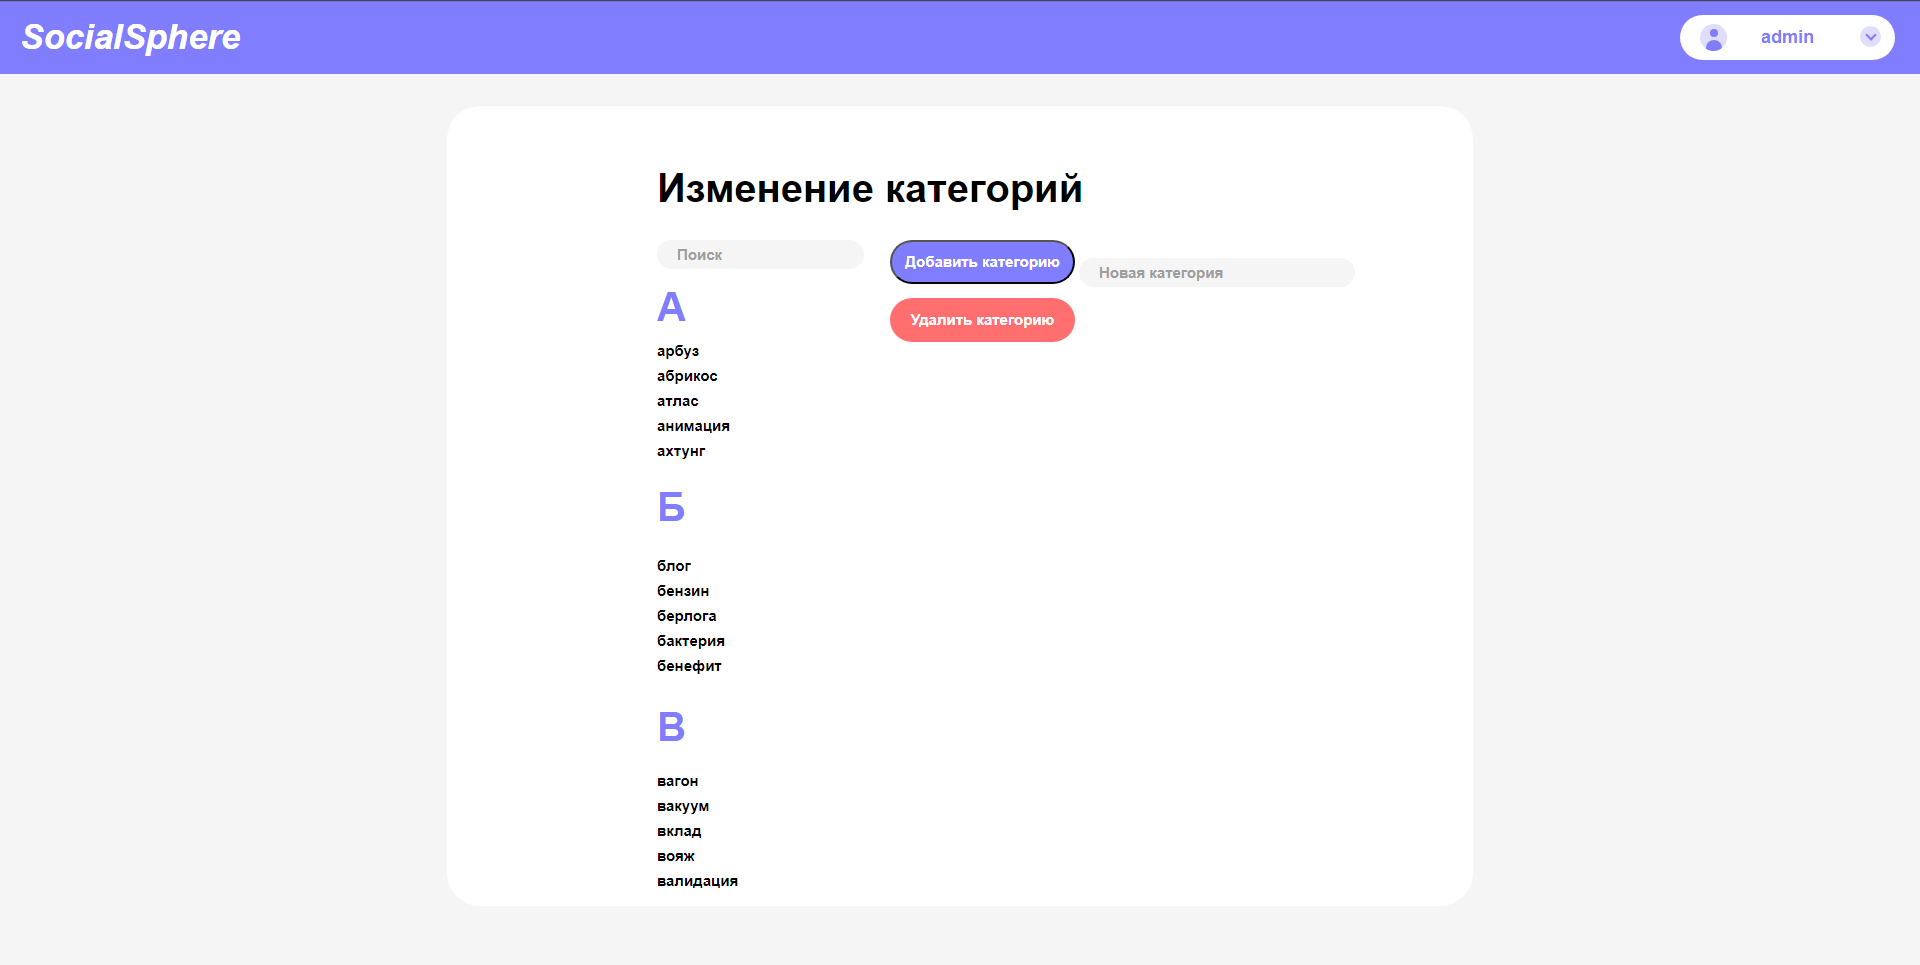 SocialSphere
admin
Изменение категорий
Поиск
Добавить категорию
Новая категория
Удалить категорию
А
арбуз
абрикос
атлас
анимация
ахтунг
Б
блог
бензин
берлога
бактерия
бенефит
В
вагон
вакуум
вклад
вояж
валидация